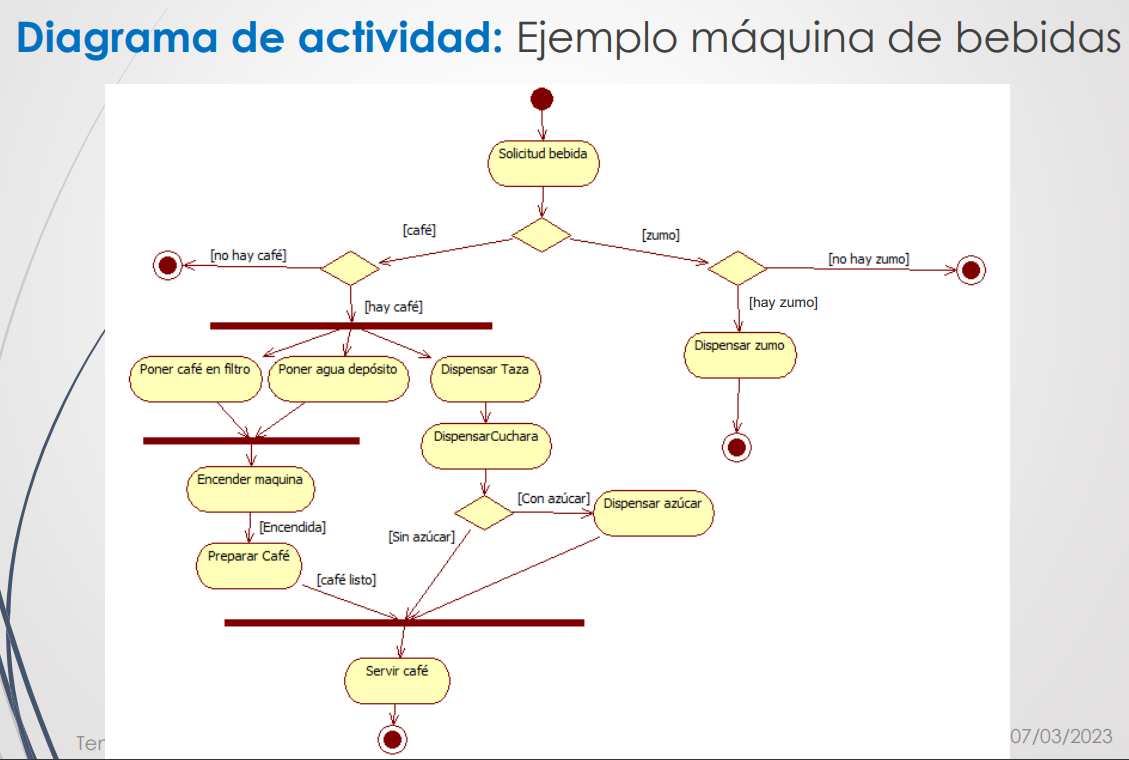 Diagrama de actividad: Ejemplo máquina de bebidas
Solicitud bebida
[café]
[zumo]
[no hay café]
[no hay zumo]
[hay café]
[hay zumo]
Poner café en filtro
Poner agua depósito
Dispensar Taza
Dispensar zumo
DispensarCuchara
Encender maquina
[Con azúcar]
Dispensar azúcar
[Encendida]
[Sin azúcar]
Preparar Café
[café listo]
Servir café
07/03/2023